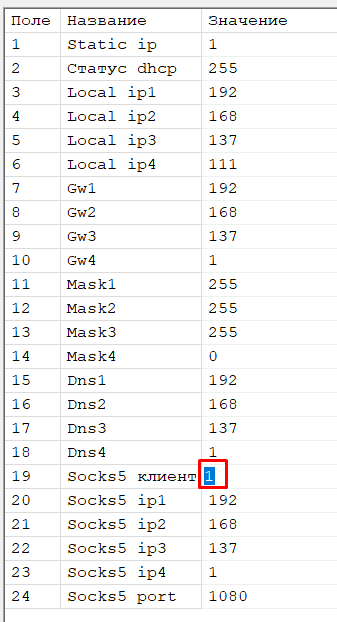 Поле Название Значение
1 Static ip 1
2 Статус dhcp 255
3 Local ip1 192
4 Local ip2 168
5 Local ip3 137
6 Local ip4 111
7 Gw1 192
8 Gw2 168
9 Gw3 137
10 Gw4 1
11 Mask1 255
12 Mask2 255
13 Mask3 255
14 Mask4 0
15 Dns1 192
16 Dns2 168
17 Dns3 137
18 Dns4 1
19 Socks5 клиент 1
20 Socks5 ip1 192
21 Socks5 ip2 168
22 Socks5 ip3 137
23 Socks5 ip4 1
24 Socks5 port 1080